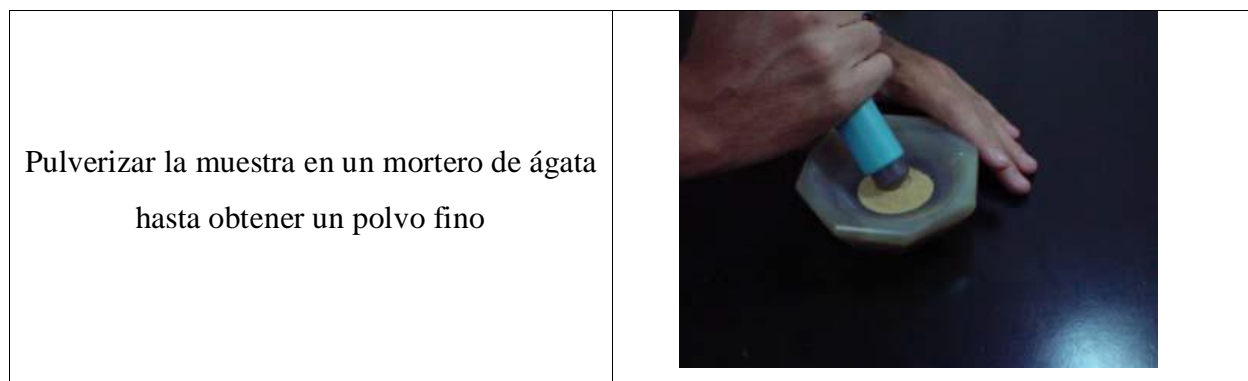 Pulverizar la muestra en un mortero de ágata
hasta obtener un polvo fino